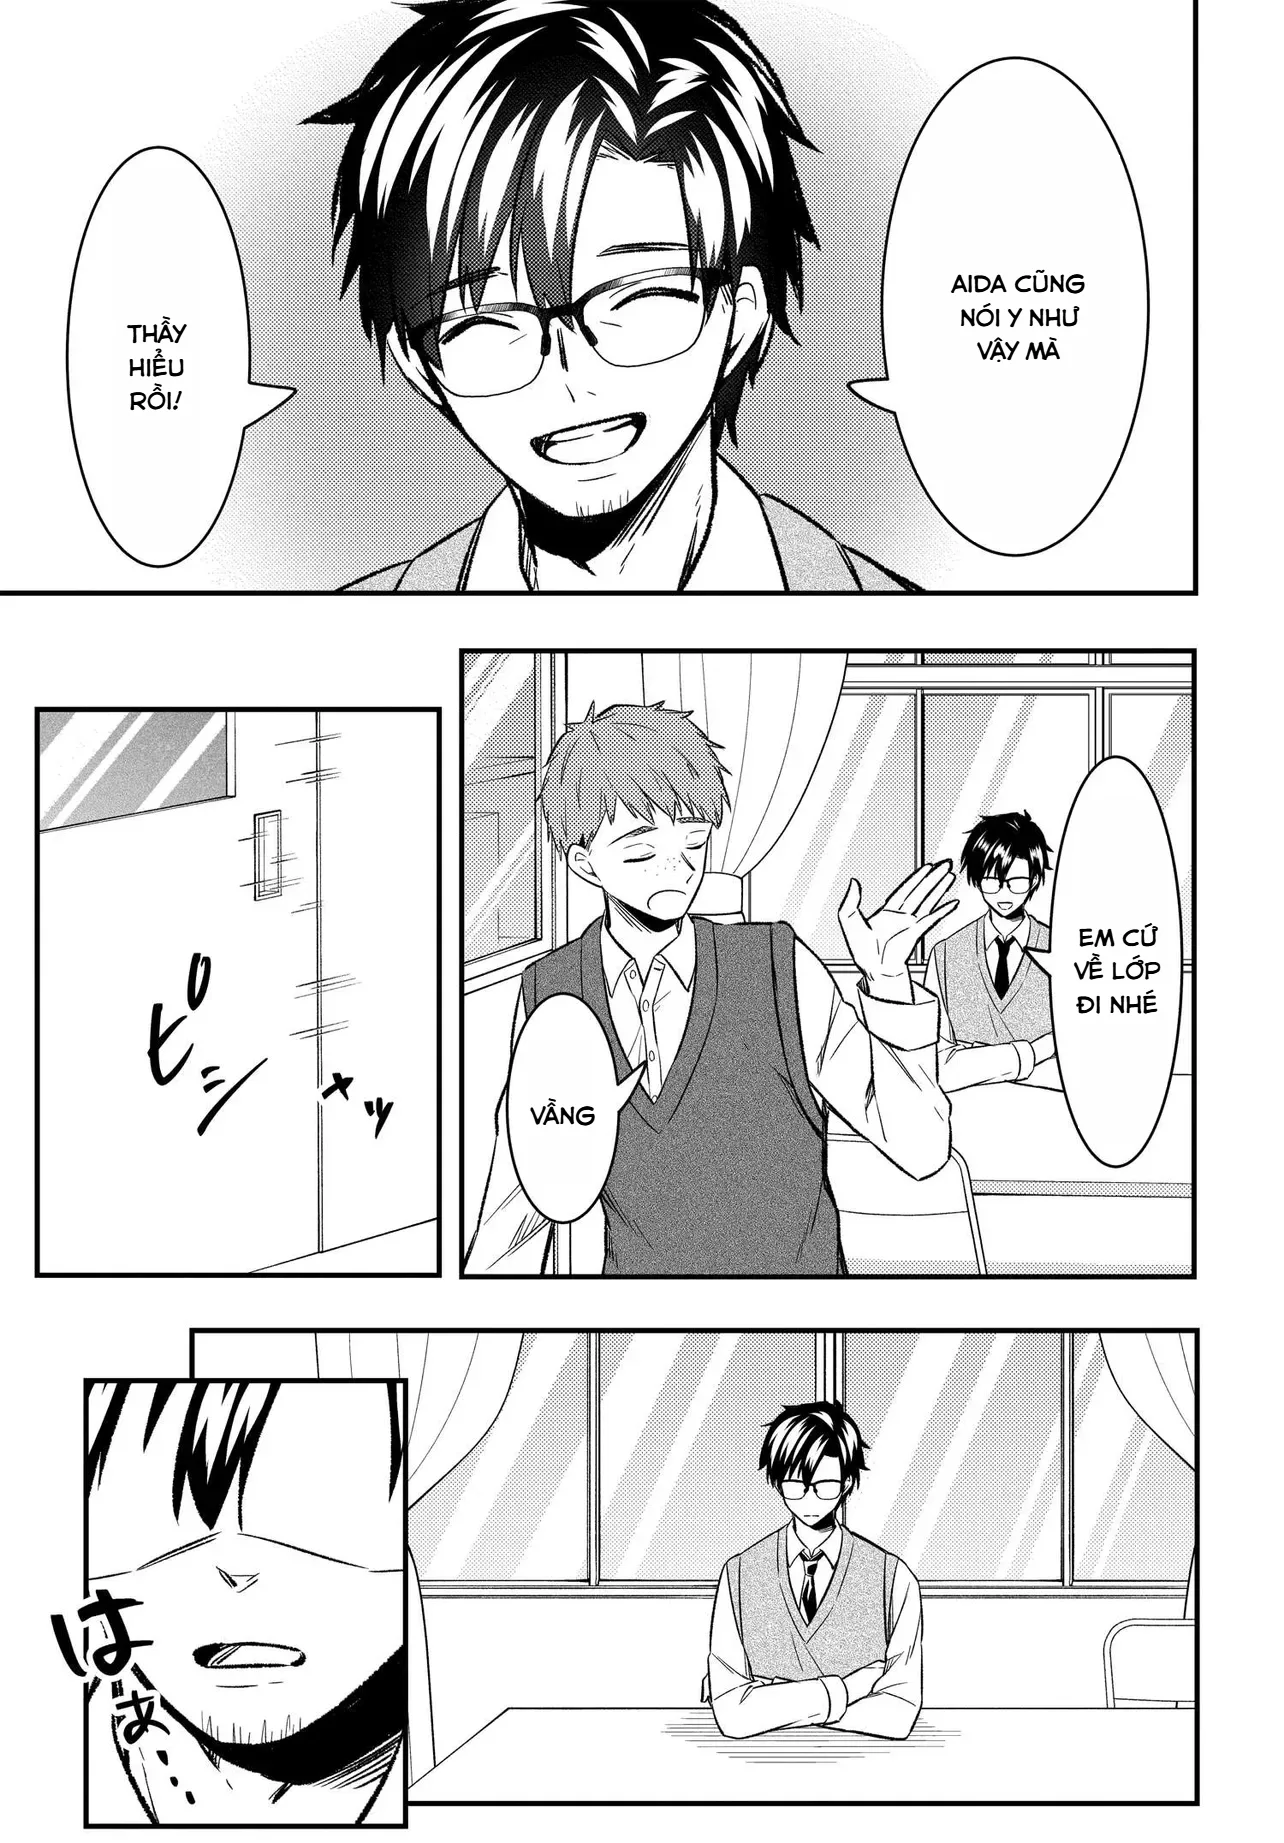 AIDA CŨNG
NÓI Y NHƯ
VẬY MÀ
THẦY
HIỂU
RỒI!
EM CỨ
VỀ LỚP
ĐI NHÉ
VẦNG
ピシャッ
はぁ…